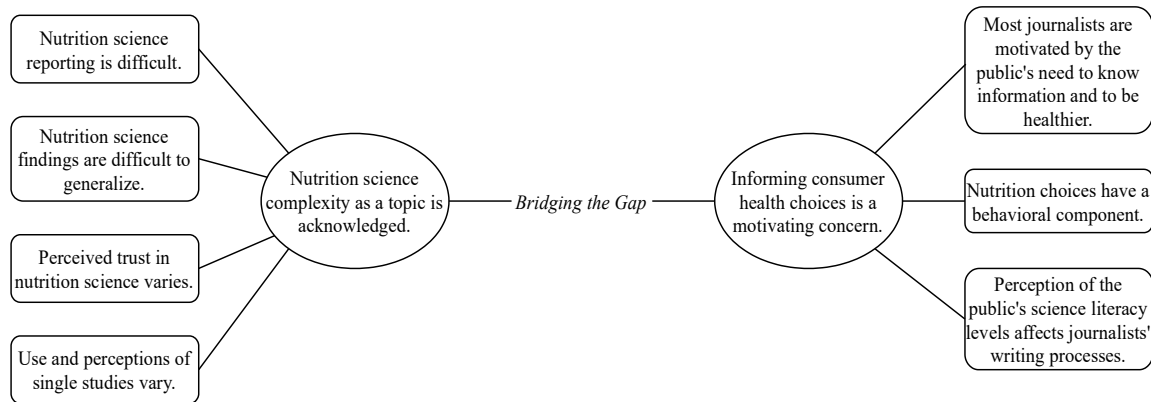 Nutrition science
reporting is difficult.
Nutrition science
findings are difficult to
generalize.
Perceived trust in
nutrition science varies.
Use and perceptions of
single studies vary.
Nutrition science
complexity as a topic is
acknowledged.
Bridging the Gap
Informing consumer
health choices is a
motivating concern.
Most journalists are
motivated by the
public's need to know
information and to be
healthier.
Nutrition choices have a
behavioral component.
Perception of the
public's science literacy
levels affects journalists'
writing processes.